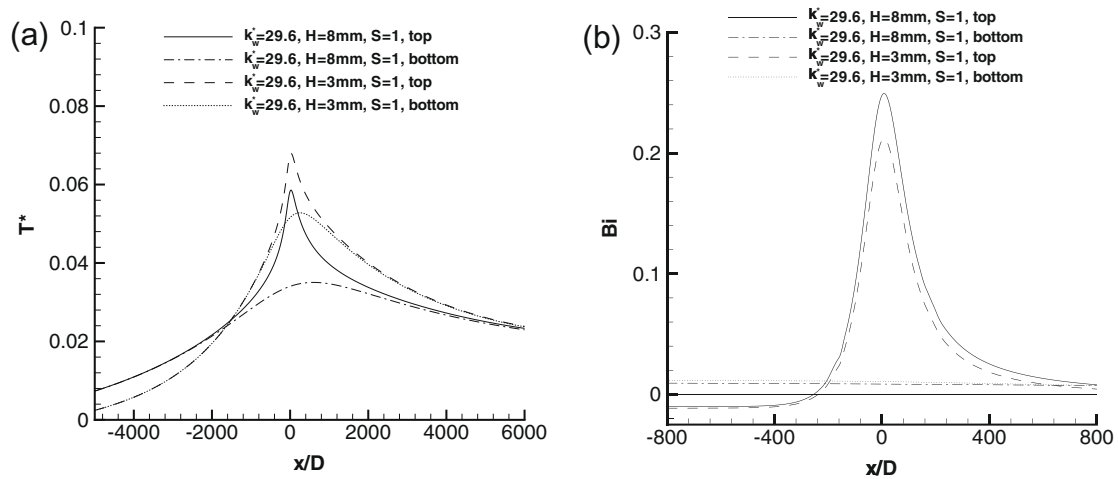 (a)
0.1
k*w=29.6, H=8mm, S=1, top
k*w=29.6, H=8mm, S=1, bottom
k*w=29.6, H=3mm, S=1, top
k*w=29.6, H=3mm, S=1, bottom
0.08
0.06
T*
0.04
0.02
0
-4000 -2000 0 2000 4000 6000
x/D
(b)
k*w=29.6, H=8mm, S=1, top
k*w=29.6, H=8mm, S=1, bottom
k*w=29.6, H=3mm, S=1, top
k*w=29.6, H=3mm, S=1, bottom
0.3
0.2
Bi
0.1
0
-800 -400 0 400 800
x/D